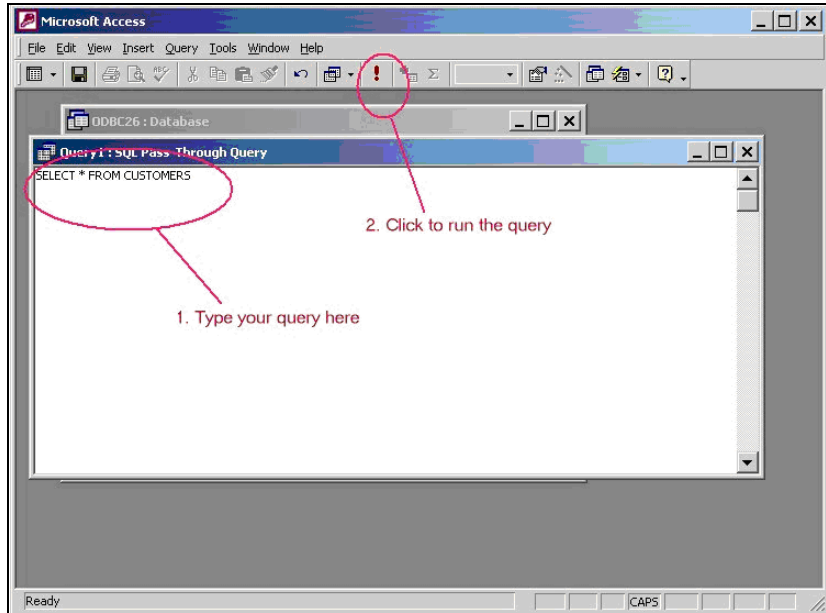 Microsoft Access
File Edit View Insert Query Tools Window Help
ABC
Σ
ODBC26 : Database
Query1 : SQL Pass-Through Query
SELECT * FROM CUSTOMERS
2. Click to run the query
1. Type your query here
Ready
CAPS